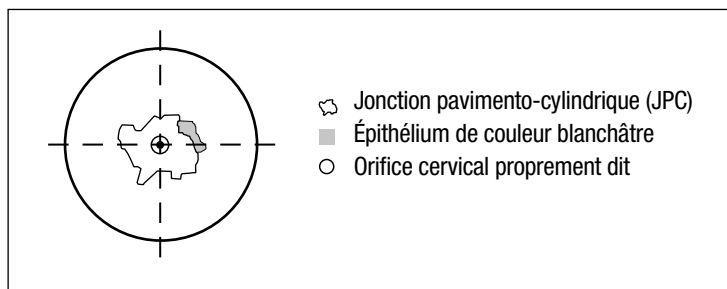 Jonction pavimento-cylindrique (JPC)
Épithélium de couleur blanchâtre
Orifice cervical proprement dit